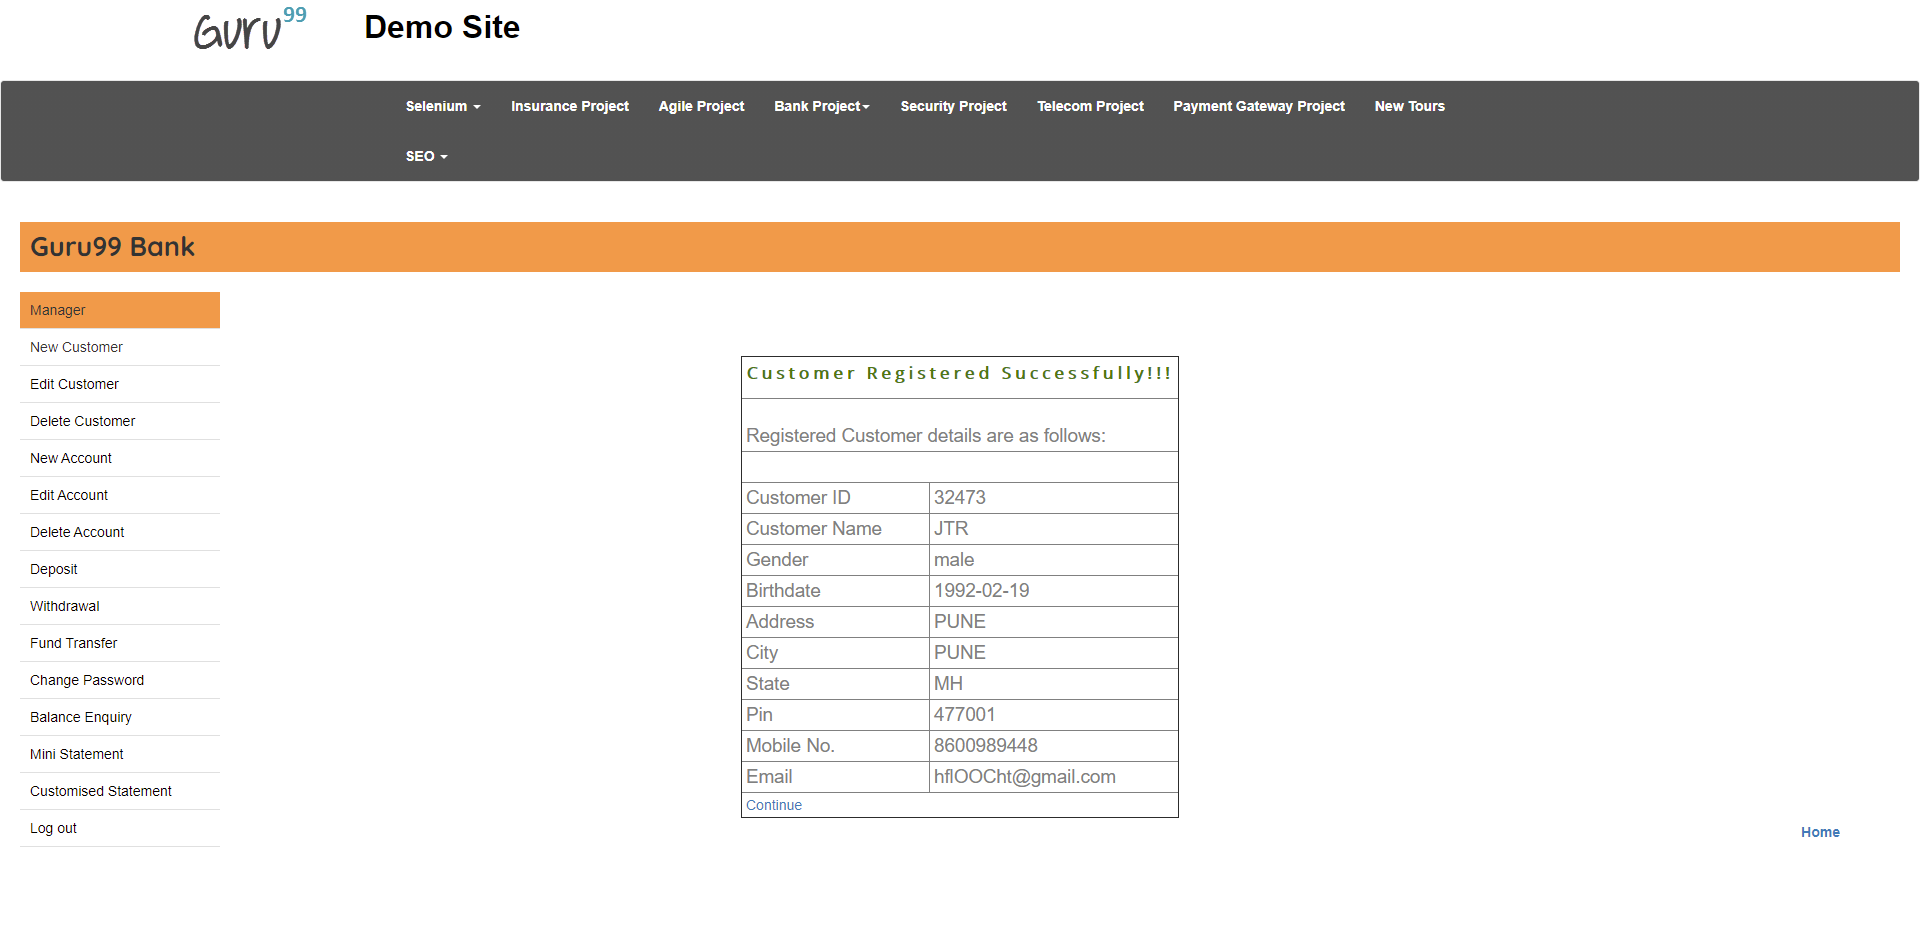 Guru99 Demo Site
Selenium Insurance Project Agile Project Bank Project Security Project Telecom Project Payment Gateway Project New Tours
SEO
Guru99 Bank
Manager
New Customer
Edit Customer
Delete Customer
New Account
Edit Account
Delete Account
Deposit
Withdrawal
Fund Transfer
Change Password
Balance Enquiry
Mini Statement
Customised Statement
Log out
Customer Registered Successfully!!!
Registered Customer details are as follows:
Customer ID 32473
Customer Name JTR
Gender male
Birthdate 1992-02-19
Address PUNE
City PUNE
State MH
Pin 477001
Mobile No. 8600989448
Email hflOOCht@gmail.com
Continue
Home